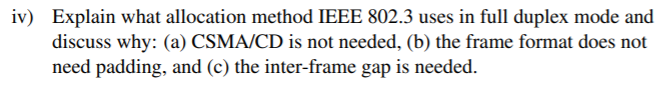 iv) Explain what allocation method IEEE 802.3 uses in full duplex mode and
discuss why: (a) CSMA/CD is not needed, (b) the frame format does not
need padding, and (c) the inter-frame gap is needed.